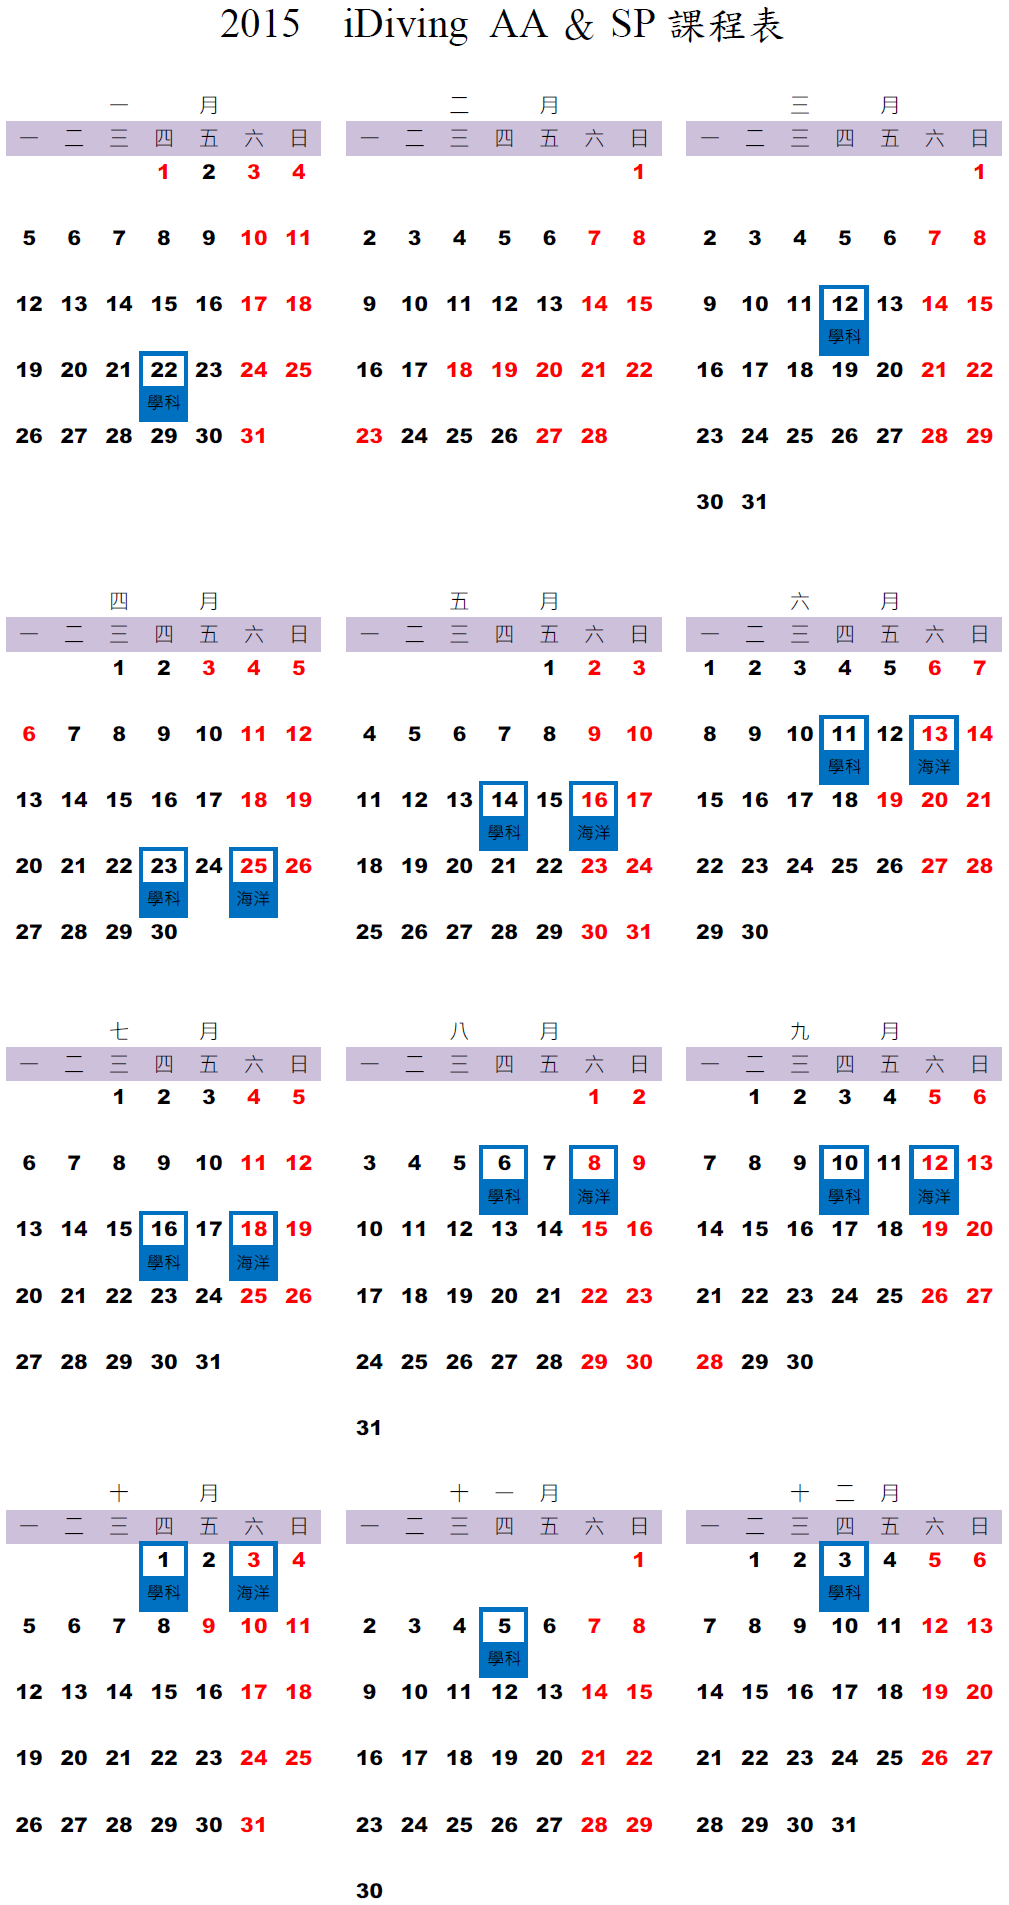 2015 iDiving AA & SP 課程表
一 月
一 二 三 四 五 六 日
1 2 3 4
5 6 7 8 9 10 11
12 13 14 15 16 17 18
19 20 21 22 23 24 25
學科
26 27 28 29 30 31
二 月
一 二 三 四 五 六 日
1
2 3 4 5 6 7 8
9 10 11 12 13 14 15
16 17 18 19 20 21 22
23 24 25 26 27 28
三 月
一 二 三 四 五 六 日
1
2 3 4 5 6 7 8
9 10 11 12 13 14 15
學科
16 17 18 19 20 21 22
23 24 25 26 27 28 29
30 31
四 月
一 二 三 四 五 六 日
1 2 3 4 5
6 7 8 9 10 11 12
13 14 15 16 17 18 19
20 21 22 23 24 25 26
學科 海洋
27 28 29 30
五 月
一 二 三 四 五 六 日
1 2 3
4 5 6 7 8 9 10
11 12 13 14 15 16 17
學科 海洋
18 19 20 21 22 23 24
25 26 27 28 29 30 31
六 月
一 二 三 四 五 六 日
1 2 3 4 5 6 7
8 9 10 11 12 13 14
學科 海洋
15 16 17 18 19 20 21
22 23 24 25 26 27 28
29 30
七 月
一 二 三 四 五 六 日
1 2 3 4 5
6 7 8 9 10 11 12
13 14 15 16 17 18 19
學科 海洋
20 21 22 23 24 25 26
27 28 29 30 31
八 月
一 二 三 四 五 六 日
1 2
3 4 5 6 7 8 9
學科 海洋
10 11 12 13 14 15 16
17 18 19 20 21 22 23
24 25 26 27 28 29 30
31
九 月
一 二 三 四 五 六 日
1 2 3 4 5 6
7 8 9 10 11 12 13
學科 海洋
14 15 16 17 18 19 20
21 22 23 24 25 26 27
28 29 30
十 月
一 二 三 四 五 六 日
1 2 3 4
學科 海洋
5 6 7 8 9 10 11
12 13 14 15 16 17 18
19 20 21 22 23 24 25
26 27 28 29 30 31
十 一 月
一 二 三 四 五 六 日
1
2 3 4 5 6 7 8
學科
9 10 11 12 13 14 15
16 17 18 19 20 21 22
23 24 25 26 27 28 29
30
十 二 月
一 二 三 四 五 六 日
1 2 3 4 5 6
學科
7 8 9 10 11 12 13
14 15 16 17 18 19 20
21 22 23 24 25 26 27
28 29 30 31